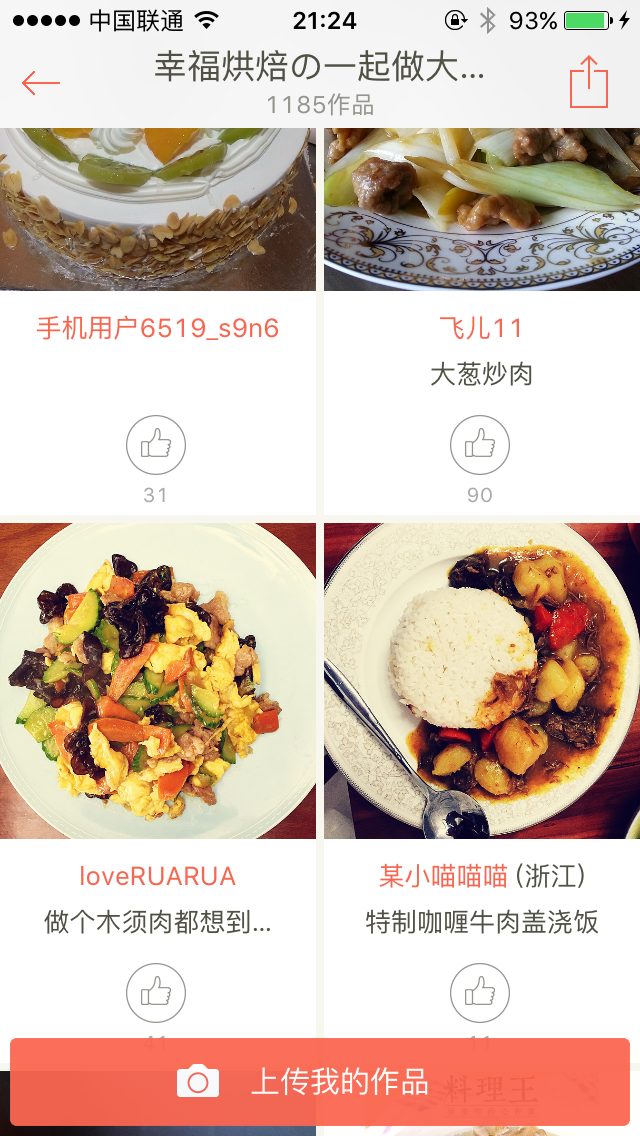 中国联通 21:24 93%
幸福烘焙の一起做大...
1185作品
手机用户6519_s9n6
飞儿11
大葱炒肉
31
90
loveRUARUA
某小喵喵喵 (浙江)
做个木须肉都想到...
特制咖喱牛肉盖浇饭
上传我的作品
料理王